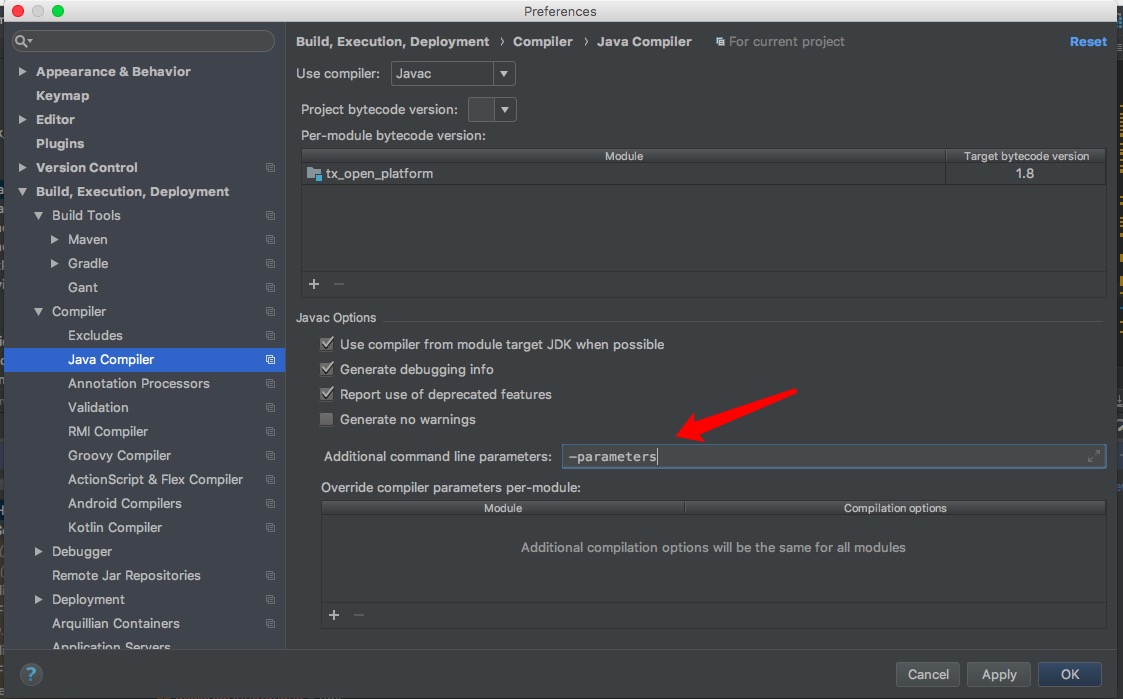 Preferences
Build, Execution, Deployment › Compiler › Java Compiler For current project Reset
Appearance & Behavior
Keymap
Editor
Plugins
Version Control
Build, Execution, Deployment
Build Tools
Maven
Gradle
Gant
Compiler
Excludes
Java Compiler
Annotation Processors
Validation
RMI Compiler
Groovy Compiler
ActionScript & Flex Compiler
Android Compilers
Kotlin Compiler
Debugger
Remote Jar Repositories
Deployment
Arquillian Containers
Application Servers
Use compiler: Javac
Project bytecode version:
Per-module bytecode version:
Module Target bytecode version
tx_open_platform 1.8
Javac Options
Use compiler from module target JDK when possible
Generate debugging info
Report use of deprecated features
Generate no warnings
Additional command line parameters: -parameters
Override compiler parameters per-module:
Module Compilation options
Additional compilation options will be the same for all modules
? Cancel Apply OK